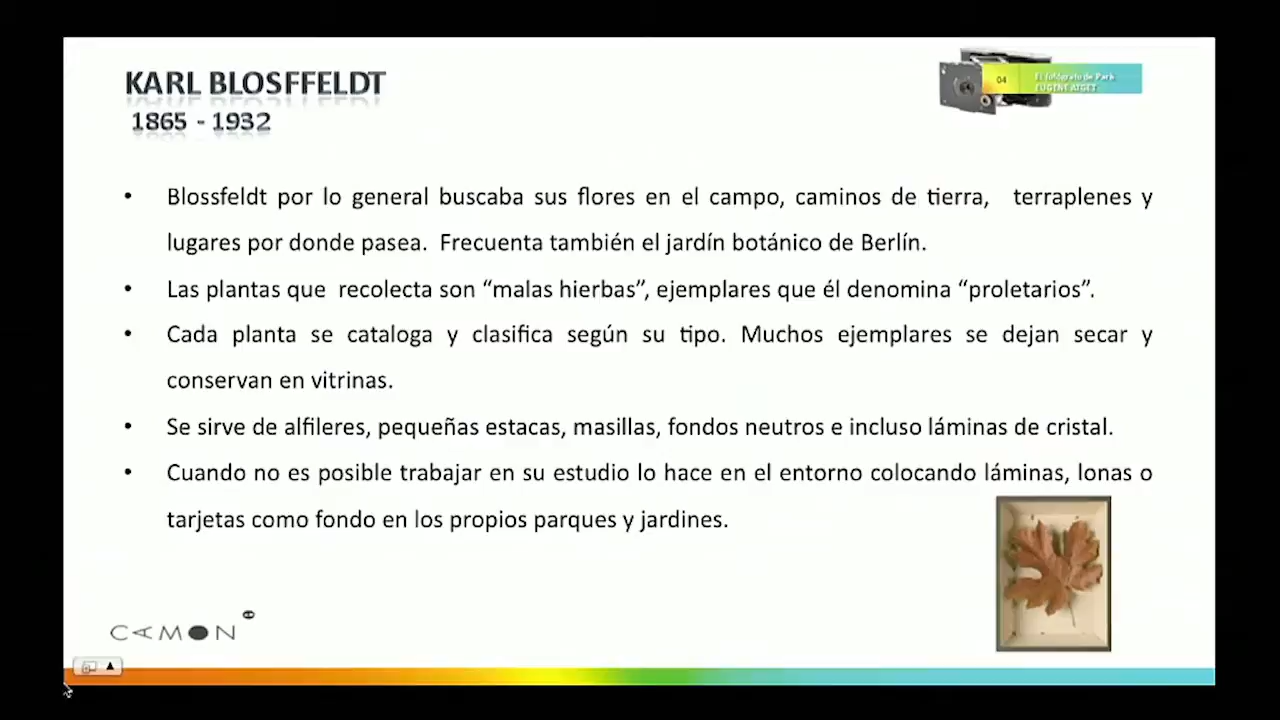 KARL BLOSFFELDT
1865 - 1932
04
El fotógrafo de París
EUGENE ATGET
• Blossfeldt por lo general buscaba sus flores en el campo, caminos de tierra, terraplenes y
lugares por donde pasea. Frecuenta también el jardín botánico de Berlín.
• Las plantas que recolecta son “malas hierbas”, ejemplares que él denomina “proletarios”.
• Cada planta se cataloga y clasifica según su tipo. Muchos ejemplares se dejan secar y
conservan en vitrinas.
• Se sirve de alfileres, pequeñas estacas, masillas, fondos neutros e incluso láminas de cristal.
• Cuando no es posible trabajar en su estudio lo hace en el entorno colocando láminas, lonas o
tarjetas como fondo en los propios parques y jardines.
CAMON